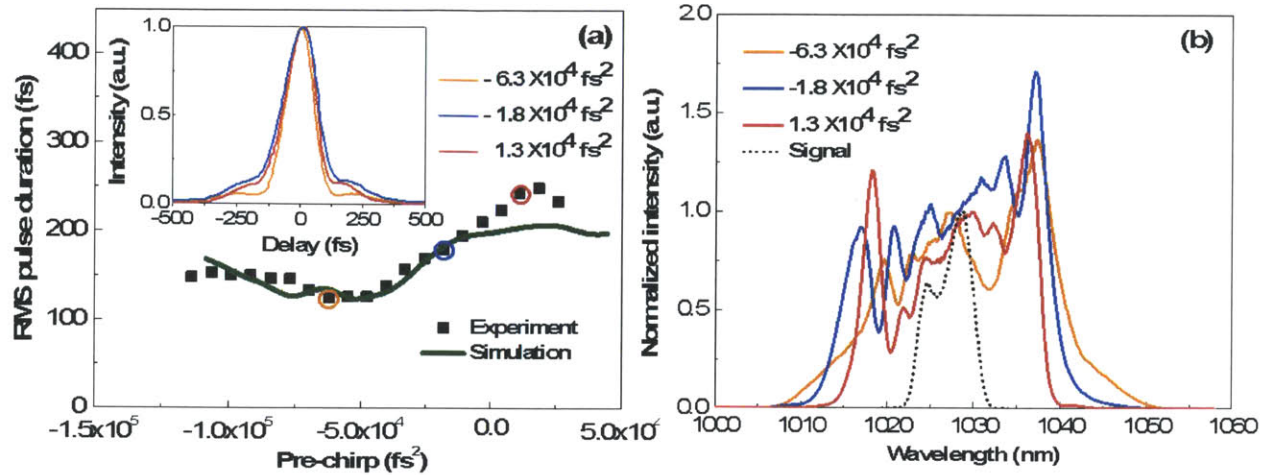 (a)
400
300
200
100
0
RMS pulse duration (fs)
-1.5x10⁵
-1.0x10⁵
-5.0x10⁴
0.0
Pre-chirp (fs²)
Intensity (a.u.)
1.0
0.5
0.0
-500
-250
0
250
500
Delay (fs)
- 6.3 X10⁴ fs²
- 1.8 X10⁴ fs²
1.3 X10⁴ fs²
Experiment
Simulation
(b)
2.0
1.5
1.0
0.5
0.0
Normalized intensity (a.u.)
-6.3 X10⁴ fs²
-1.8 X10⁴ fs²
1.3 X10⁴ fs²
Signal
1000
1010
1020
1030
1040
1050
1060
Wavelength (nm)